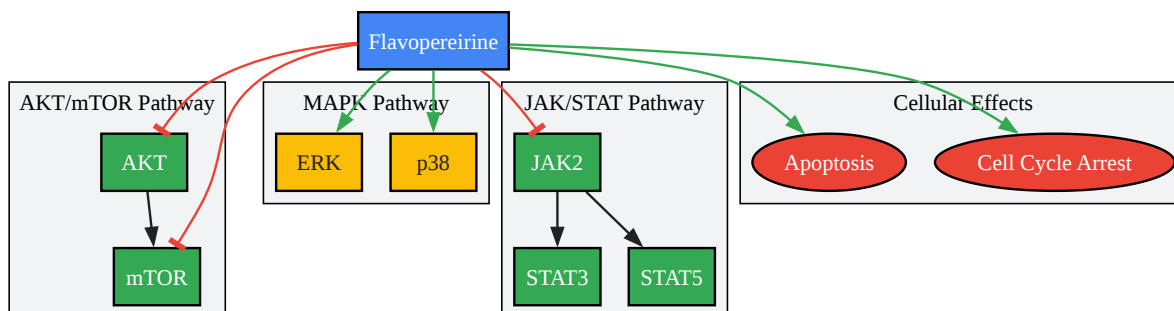 Flavopereirine
AKT/mTOR Pathway
MAPK Pathway
JAK/STAT Pathway
Cellular Effects
AKT
ERK
p38
JAK2
Apoptosis
Cell Cycle Arrest
mTOR
STAT3
STAT5